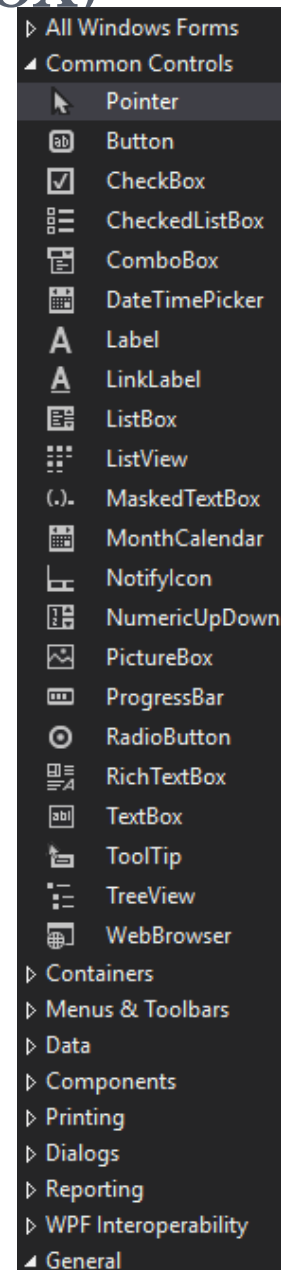 All Windows Forms
Common Controls
Pointer
Button
CheckBox
CheckedListBox
ComboBox
DateTimePicker
Label
LinkLabel
ListBox
ListView
MaskedTextBox
MonthCalendar
NotifyIcon
NumericUpDown
PictureBox
ProgressBar
RadioButton
RichTextBox
TextBox
ToolTip
TreeView
WebBrowser
Containers
Menus & Toolbars
Data
Components
Printing
Dialogs
Reporting
WPF Interoperability
General